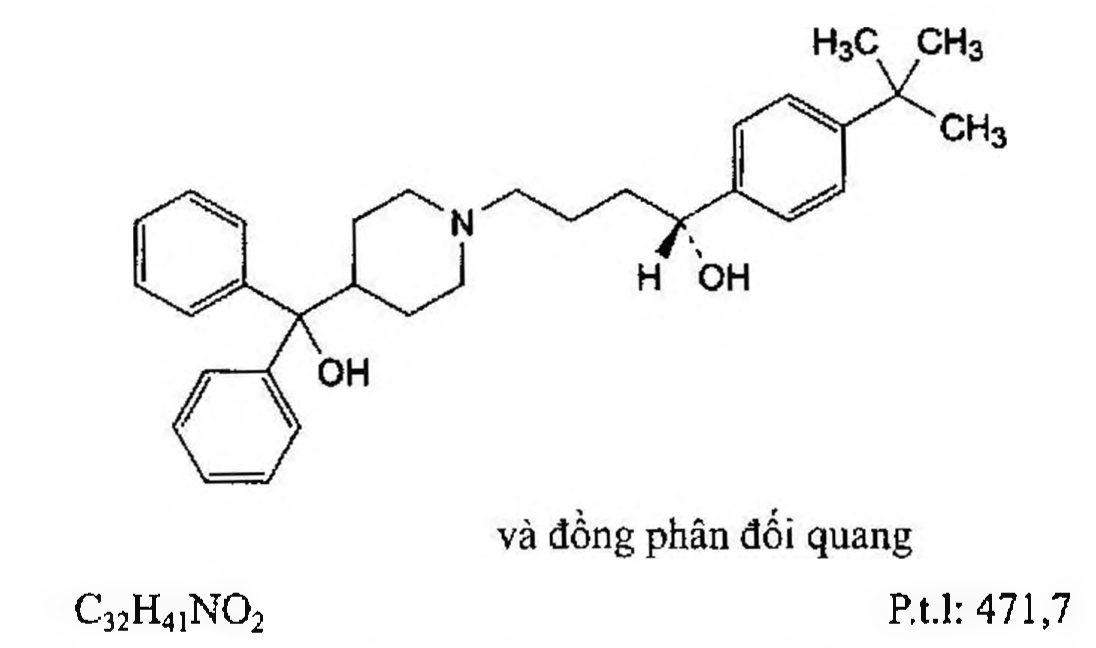 H₃C CH₃
CH₃
N
H OH
OH
và đồng phân đối quang
C₃₂H₄₁NO₂ P.t.l: 471,7